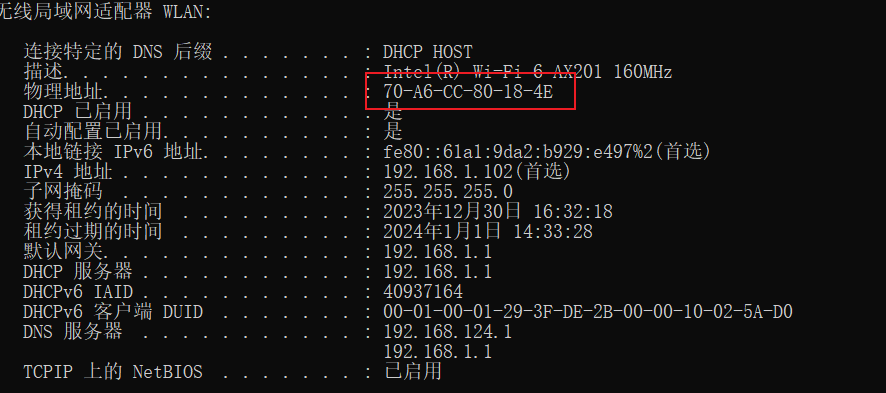 无线局域网适配器 WLAN:
连接特定的 DNS 后缀 . . . . . . . : DHCP HOST
描述. . . . . . . . . . . . . . . : Intel(R) Wi-Fi 6 AX201 160MHz
物理地址. . . . . . . . . . . . . : 70-A6-CC-80-18-4E
DHCP 已启用 . . . . . . . . . . . : 是
自动配置已启用. . . . . . . . . . : 是
本地链接 IPv6 地址. . . . . . . . : fe80::61a1:9da2:b929:e497%2(首选)
IPv4 地址 . . . . . . . . . . . . : 192.168.1.102(首选)
子网掩码 . . . . . . . . . . . . : 255.255.255.0
获得租约的时间 . . . . . . . . . : 2023年12月30日 16:32:18
租约过期的时间 . . . . . . . . . : 2024年1月1日 14:33:28
默认网关. . . . . . . . . . . . . : 192.168.1.1
DHCP 服务器 . . . . . . . . . . . : 192.168.1.1
DHCPv6 IAID . . . . . . . . . . . : 40937164
DHCPv6 客户端 DUID . . . . . . . : 00-01-00-01-29-3F-DE-2B-00-00-10-02-5A-D0
DNS 服务器 . . . . . . . . . . . : 192.168.124.1
192.168.1.1
TCPIP 上的 NetBIOS . . . . . . . : 已启用